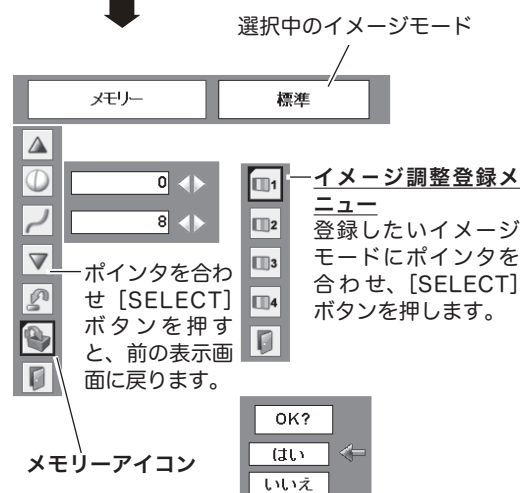 選択中のイメージモード
メモリー 標準
0
8
1
2
3
4
イメージ調整登録メ
ニュー
登録したいイメージ
モードにポインタを
合わせ、[SELECT]
ボタンを押します。
ポインタを合わ
せ［SELECT］
ボタンを押す
と、前の表示画
面に戻ります。
メモリーアイコン
OK?
はい
いいえ